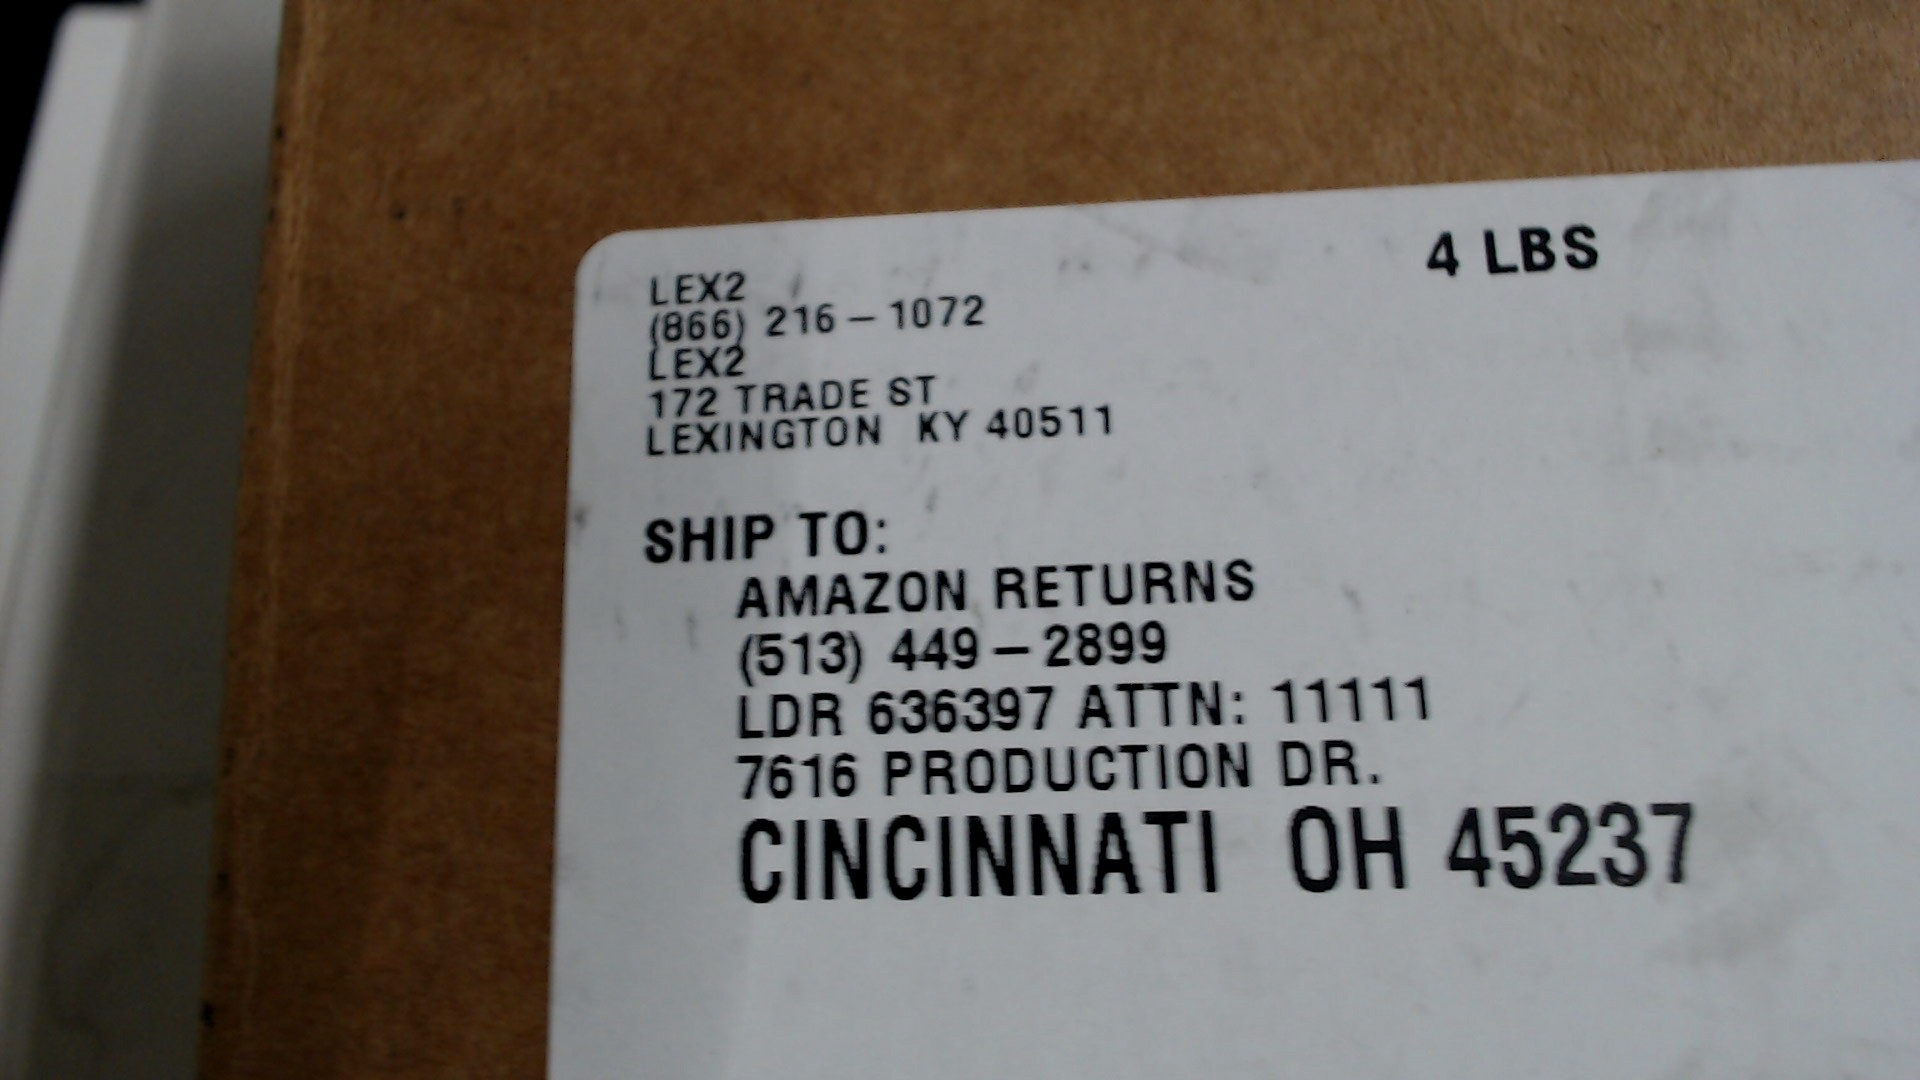 4 LBS
LEX2
(866) 216-1072
LEX2
172 TRADE ST
LEXINGTON KY 40511
SHIP TO:
AMAZON RETURNS
(513) 449-2899
LDR 636397 ATTN: 11111
7616 PRODUCTION DR.
CINCINNATI OH 45237